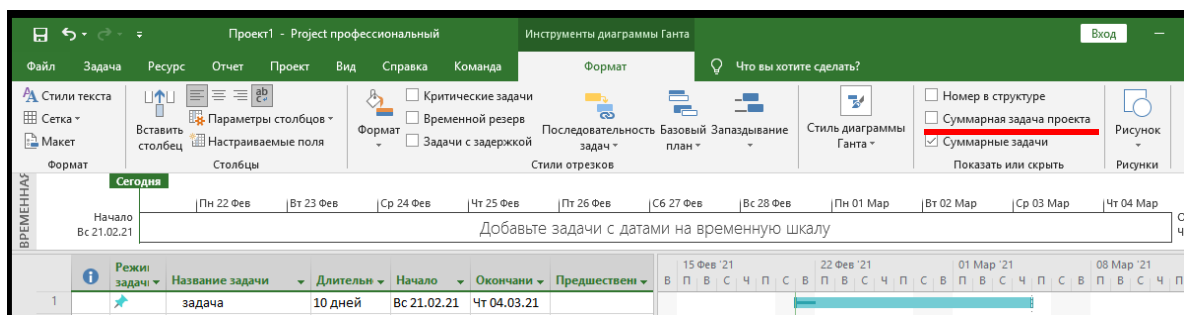 Проект1 - Project профессиональный
Инструменты диаграммы Ганта
Вход
Файл Задача Ресурс Отчет Проект Вид Справка Команда Формат Что вы хотите сделать?
Стили текста
Сетка
Макет
Формат
Вставить столбец
ab
Параметры столбцов
Настраиваемые поля
Столбцы
Формат
Критические задачи
Временной резерв
Задачи с задержкой
Последовательность задач
Базовый план
Запаздывание
Стили отрезков
Стиль диаграммы Ганта
Номер в структуре
Суммарная задача проекта
Суммарные задачи
Показать или скрыть
Рисунок
Рисунки
ВРЕМЕННАЯ
Сегодня
Пн 22 Фев Вт 23 Фев Ср 24 Фев Чт 25 Фев Пт 26 Фев Сб 27 Фев Вс 28 Фев Пн 01 Мар Вт 02 Мар Ср 03 Мар Чт 04 Мар
Начало
Вс 21.02.21
Добавьте задачи с датами на временную шкалу
Режи задачи Название задачи Длительн Начало Окончани Предшествен
15 Фев '21 22 Фев '21 01 Мар '21 08 Мар '21
В П В С Ч П С В П В С Ч П С В П В С Ч П С В П В С Ч П
1 задача 10 дней Вс 21.02.21 Чт 04.03.21